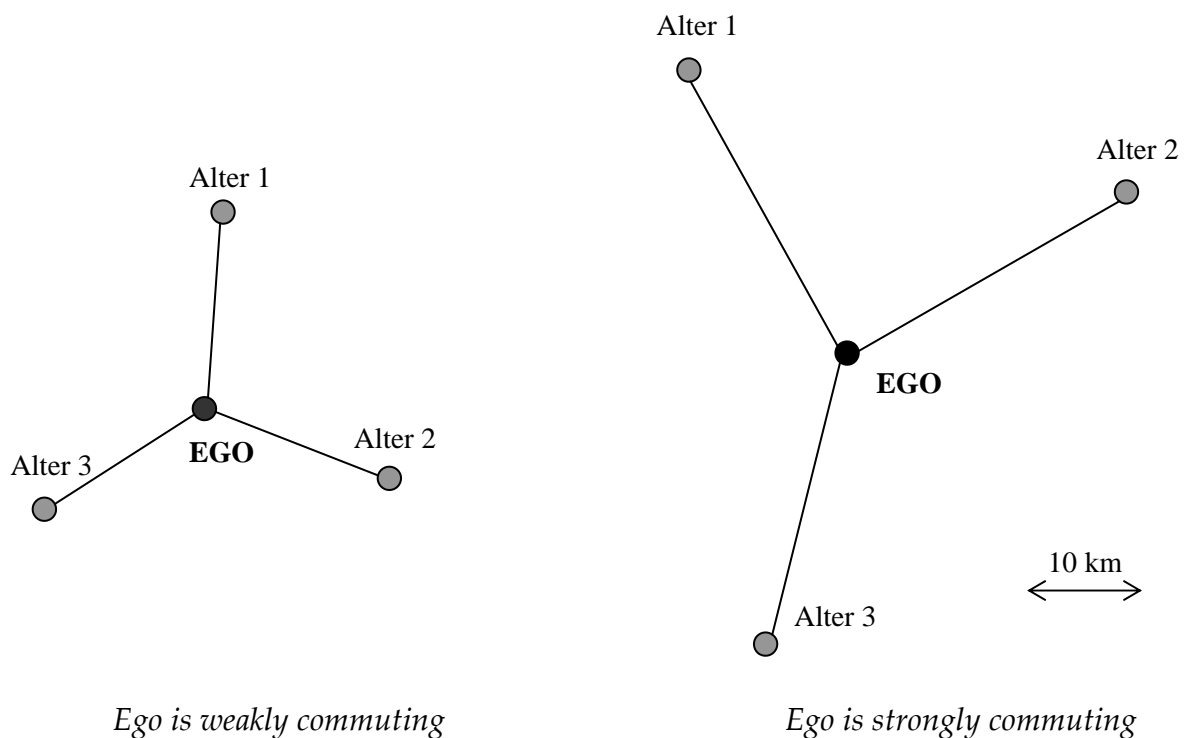 Alter 1
Alter 2
EGO
Alter 3
Ego is weakly commuting
Alter 1
Alter 2
EGO
10 km
Alter 3
Ego is strongly commuting